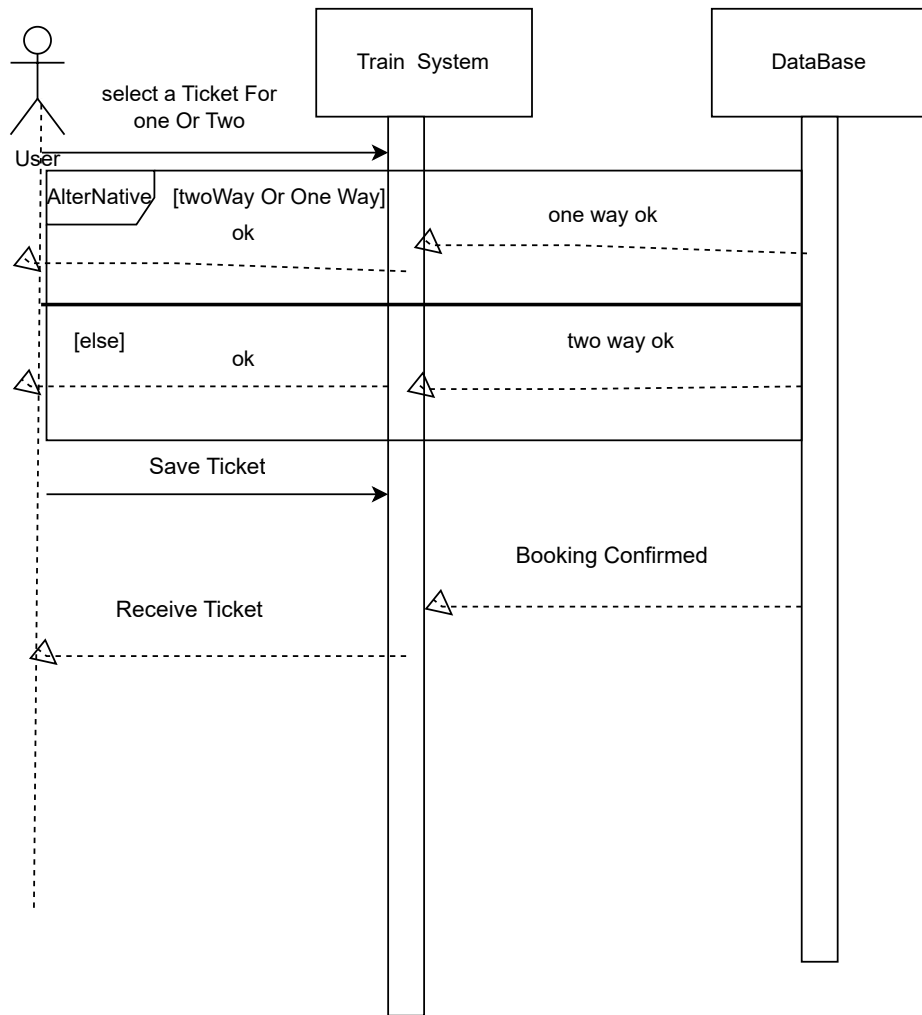 Train  System
DataBase
select a Ticket For
one Or Two
User
AlterNative
[twoWay Or One Way]
one way ok
ok
[else]
two way ok
ok
Save Ticket
Booking Confirmed
Receive Ticket